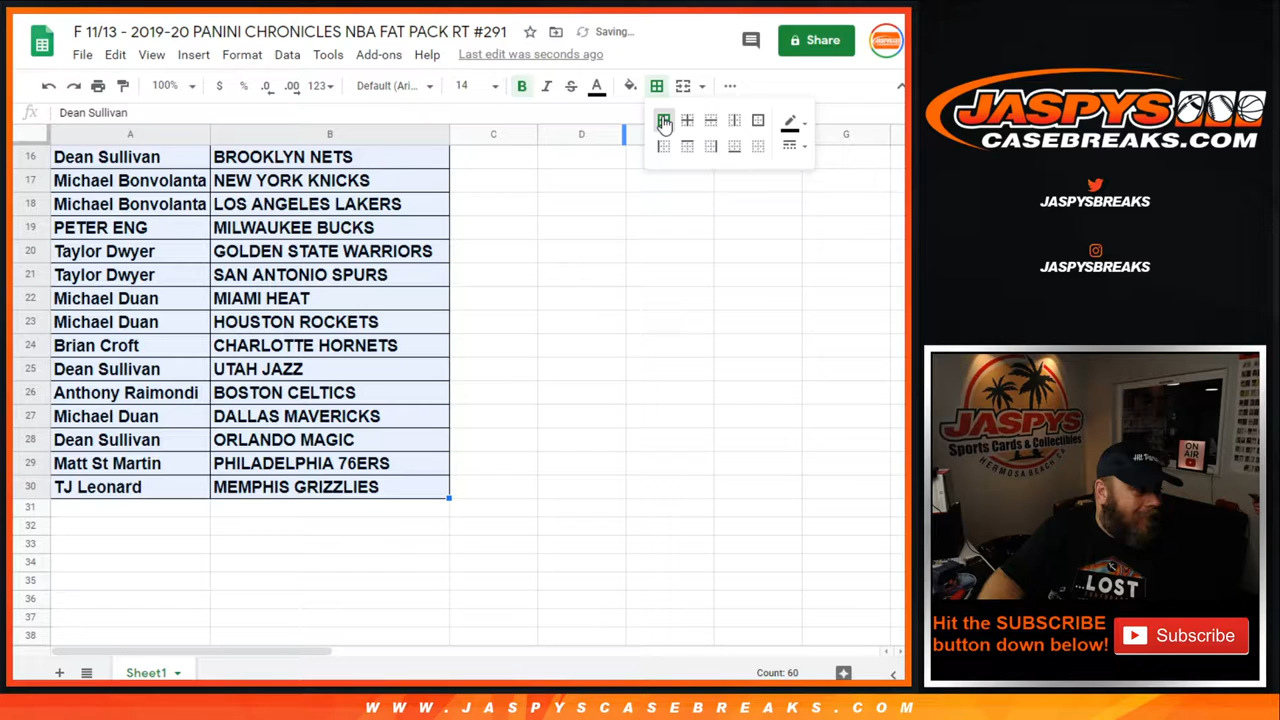 F 11/13 - 2019-20 PANINI CHRONICLES NBA FAT PACK RT #291
Saving...
File Edit View Insert Format Data Tools Add-ons Help Last edit was seconds ago
Share
100% $ % .0 .00 123 Default (Ari... 14 B I S A
fx Dean Sullivan
A B C D G
16 Dean Sullivan BROOKLYN NETS
17 Michael Bonvolanta NEW YORK KNICKS
18 Michael Bonvolanta LOS ANGELES LAKERS
19 PETER ENG MILWAUKEE BUCKS
20 Taylor Dwyer GOLDEN STATE WARRIORS
21 Taylor Dwyer SAN ANTONIO SPURS
22 Michael Duan MIAMI HEAT
23 Michael Duan HOUSTON ROCKETS
24 Brian Croft CHARLOTTE HORNETS
25 Dean Sullivan UTAH JAZZ
26 Anthony Raimondi BOSTON CELTICS
27 Michael Duan DALLAS MAVERICKS
28 Dean Sullivan ORLANDO MAGIC
29 Matt St Martin PHILADELPHIA 76ERS
30 TJ Leonard MEMPHIS GRIZZLIES
31
32
33
34
35
36
37
38
Sheet1
Count: 60
JASPYS
CASEBREAKS.COM
JASPYSBREAKS
JASPYSBREAKS
JASPYS
Sports Cards & Collectibles
HERMOSA BEACH CA
ON AIR
...LOST
Hit the SUBSCRIBE
button down below!
Subscribe
WWW.JASPYSCASEBREAKS.COM